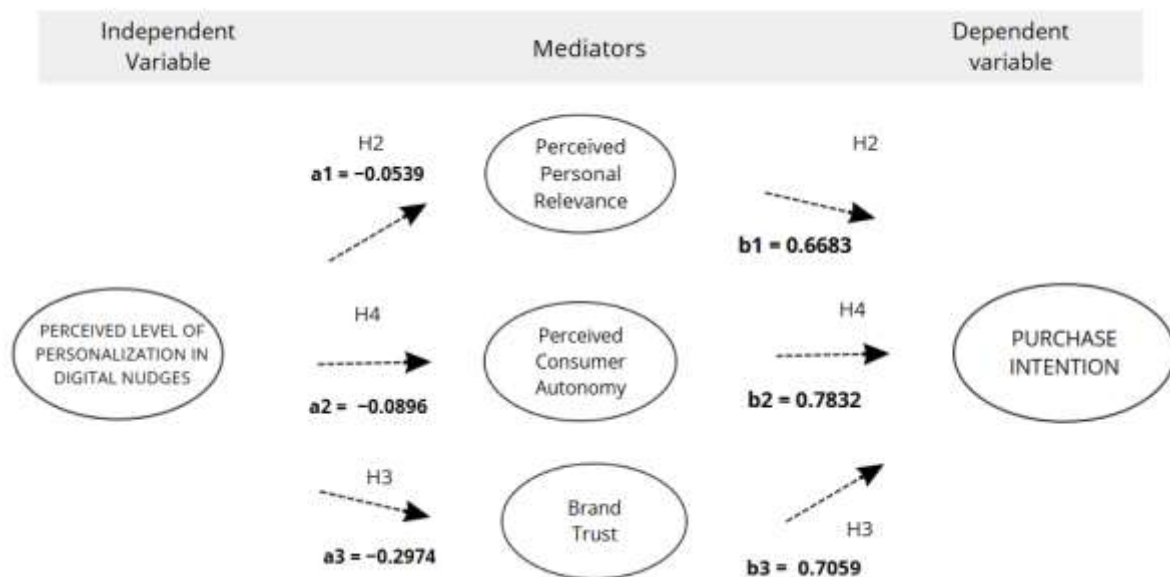 Independent
Variable
Mediators
Dependent
variable
H2
a1 = −0.0539
Perceived
Personal
Relevance
H2
b1 = 0.6683
PERCEIVED LEVEL OF
PERSONALIZATION IN
DIGITAL NUDGES
H4
a2 = −0.0896
Perceived
Consumer
Autonomy
H4
b2 = 0.7832
PURCHASE
INTENTION
H3
a3 = −0.2974
Brand
Trust
H3
b3 = 0.7059